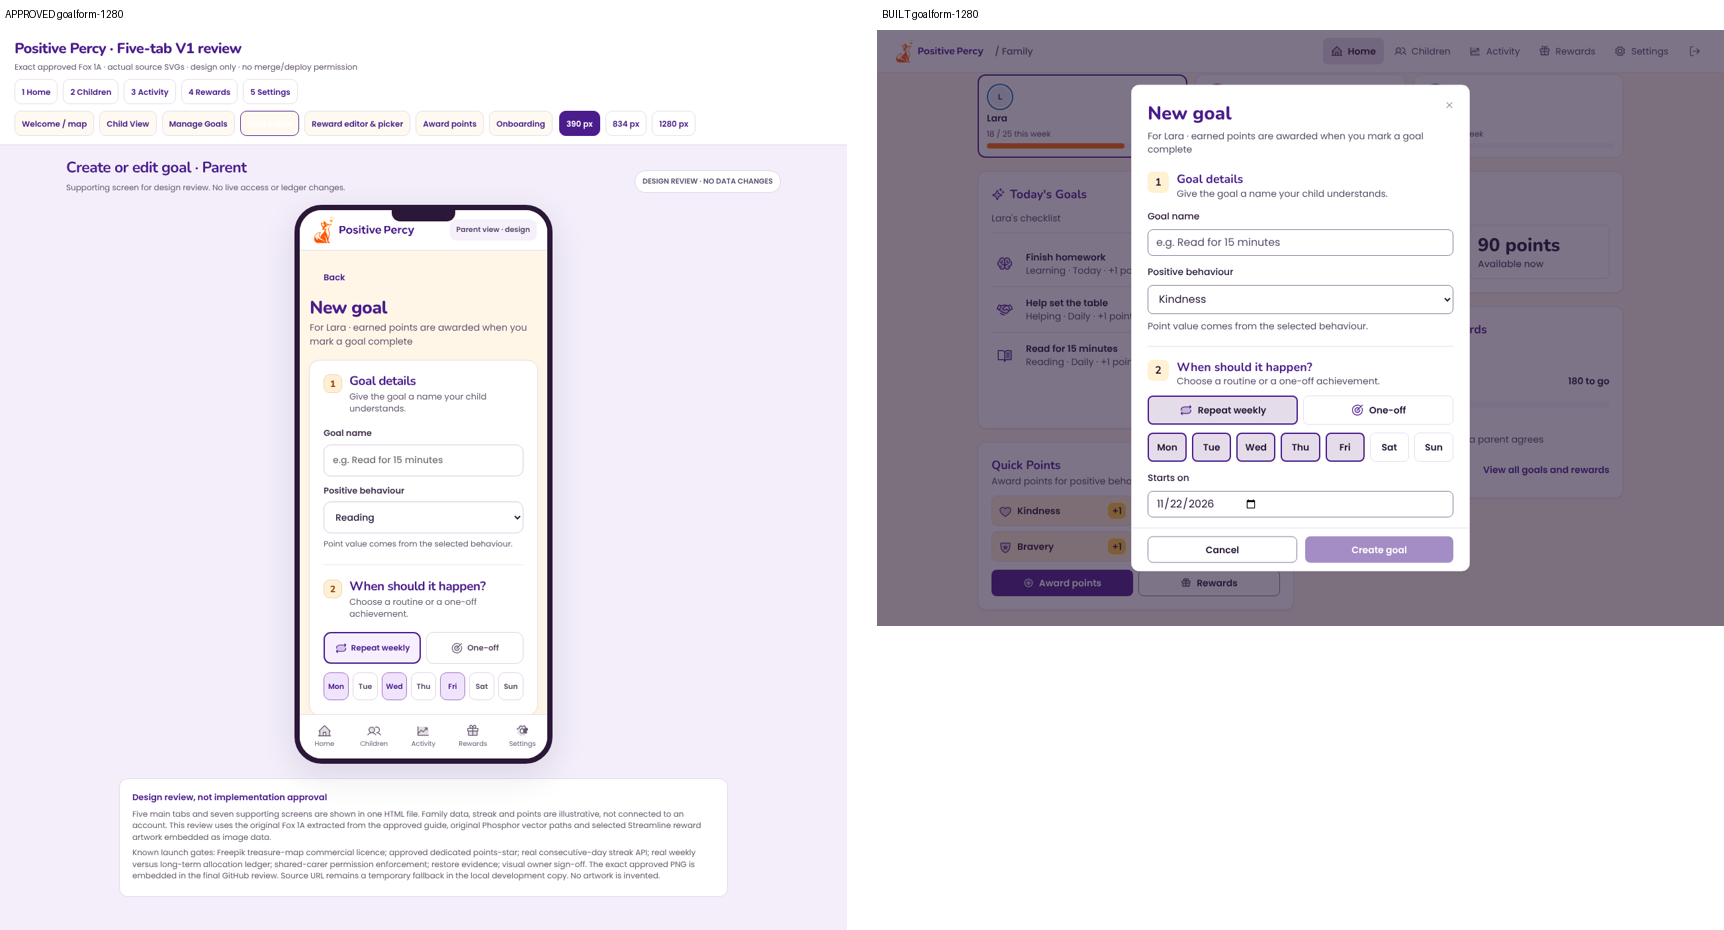 APPROVED goalform-1280
Positive Percy · Five-tab V1 review
Exact approved Fox 1A · actual source SVGs · design only · no merge/deploy permission
1 Home
2 Children
3 Activity
4 Rewards
5 Settings
Welcome / map
Child View
Manage Goals
Reward editor & picker
Award points
Onboarding
390 px
834 px
1280 px
Create or edit goal · Parent
Supporting screen for design review. No live access or ledger changes.
DESIGN REVIEW · NO DATA CHANGES
Positive Percy
Parent view · design
Back
New goal
For Lara · earned points are awarded when you
mark a goal complete
1
Goal details
Give the goal a name your child
understands.
Goal name
e.g. Read for 15 minutes
Positive behaviour
Reading
Point value comes from the selected behaviour.
2
When should it happen?
Choose a routine or a one-off
achievement.
Repeat weekly
One-off
Mon
Tue
Wed
Thu
Fri
Sat
Sun
Home
Children
Activity
Rewards
Settings
Design review, not implementation approval
Five main tabs and seven supporting screens are shown in one HTML file. Family data, streak and points are illustrative, not connected to an
account. This review uses the original Fox 1A extracted from the approved guide, original Phosphor vector paths and selected Streamline reward
artwork embedded as image data.
Known launch gates: Freepik treasure-map commercial licence; approved dedicated points-star; real consecutive-day streak API; real weekly
versus long-term allocation ledger; shared-carer permission enforcement; restore evidence; visual owner sign-off. The exact approved PNG is
embedded in the final GitHub review. Source URL remains a temporary fallback in the local development copy. No artwork is invented.
BUILT goalform-1280
Positive Percy
/ Family
Home
Children
Activity
Rewards
Settings
L
Lara
18 / 25 this week
eek
Today's Goals
Lara's checklist
Finish homework
Learning · Today · +1 po
Help set the table
Helping · Daily · +1 point
Read for 15 minutes
Reading · Daily · +1 poin
Quick Points
Award points for positive beha
Kindness
+1
Bravery
+1
Award points
Rewards
90 points
Available now
rds
180 to go
a parent agrees
View all goals and rewards
New goal
×
For Lara · earned points are awarded when you mark a goal
complete
1
Goal details
Give the goal a name your child understands.
Goal name
e.g. Read for 15 minutes
Positive behaviour
Kindness
Point value comes from the selected behaviour.
2
When should it happen?
Choose a routine or a one-off achievement.
Repeat weekly
One-off
Mon
Tue
Wed
Thu
Fri
Sat
Sun
Starts on
11/22/2026
Cancel
Create goal